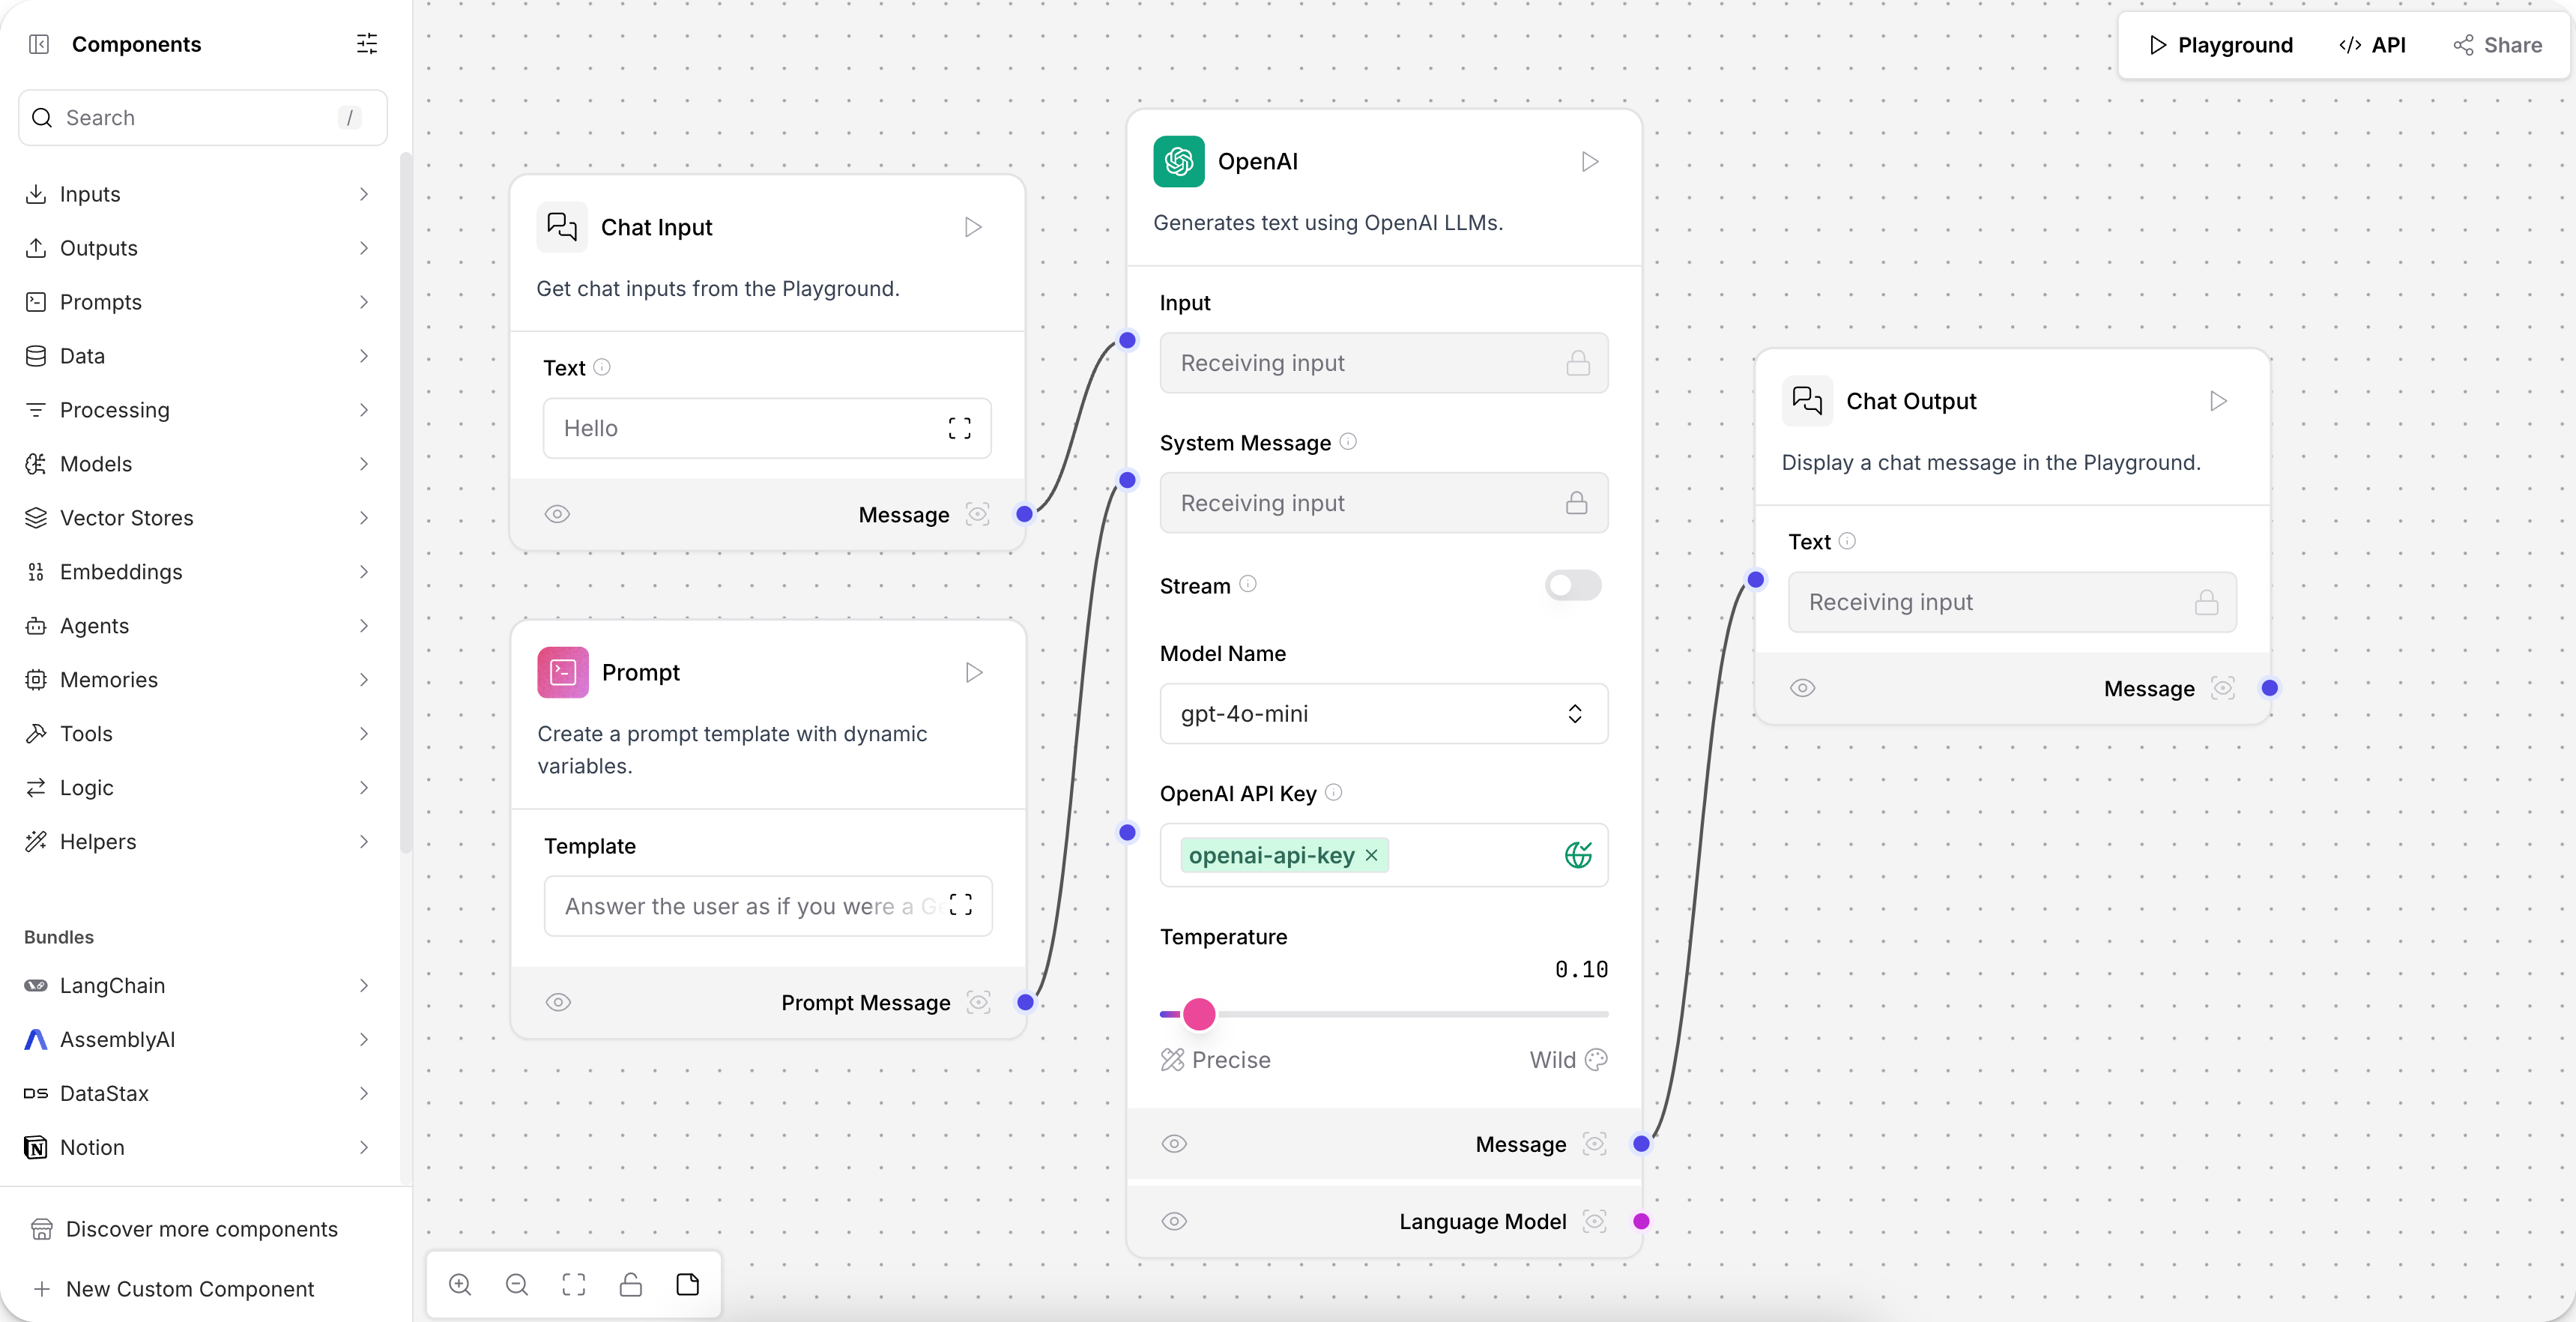 Components
Search /
Inputs
Outputs
Prompts
Data
Processing
Models
Vector Stores
Embeddings
Agents
Memories
Tools
Logic
Helpers
Bundles
LangChain
AssemblyAI
DS DataStax
Notion
Discover more components
New Custom Component
Chat Input
Get chat inputs from the Playground.
Text
Hello
Message
Prompt
Create a prompt template with dynamic
variables.
Template
Answer the user as if you were a
Prompt Message
OpenAI
Generates text using OpenAI LLMs.
Input
Receiving input
System Message
Receiving input
Stream
Model Name
gpt-4o-mini
OpenAI API Key
openai-api-key
Temperature
0.10
Precise Wild
Message
Language Model
Playground API Share
Chat Output
Display a chat message in the Playground.
Text
Receiving input
Message